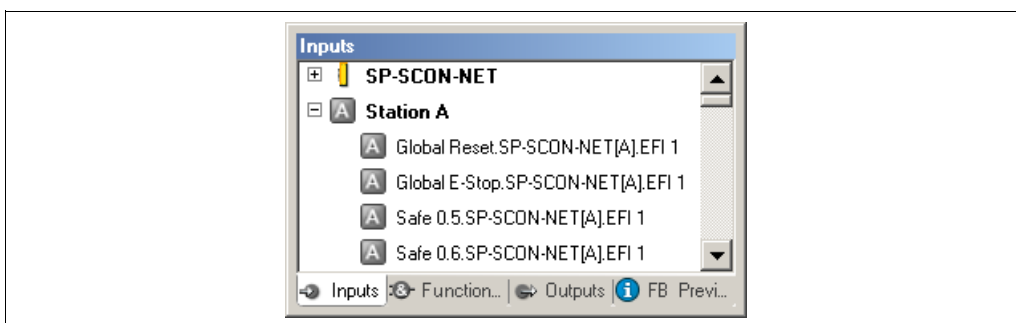 Inputs
SP-SCON-NET
A Station A
A Global Reset.SP-SCON-NET[A].EFI 1
A Global E-Stop.SP-SCON-NET[A].EFI 1
A Safe 0.5.SP-SCON-NET[A].EFI 1
A Safe 0.6.SP-SCON-NET[A].EFI 1
Inputs Function... Outputs FB Previ...